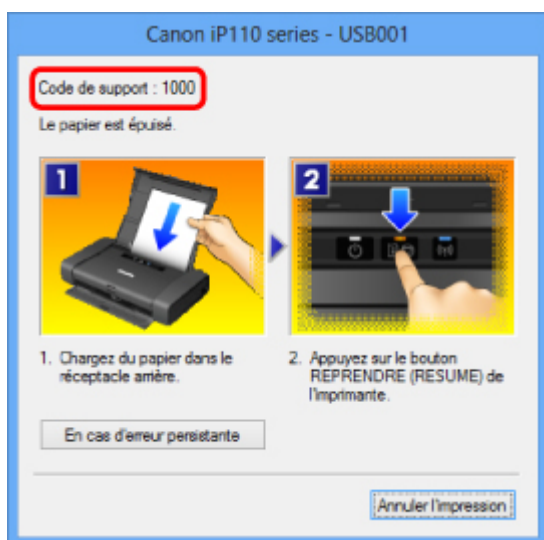 Canon iP110 series - USB001
Code de support : 1000
Le papier est épuisé.
1
2
1. Chargez du papier dans le
réceptacle arrière.
2. Appuyez sur le bouton
REPRENDRE (RESUME) de
l'imprimante.
En cas d'erreur persistante
Annuler l'impression